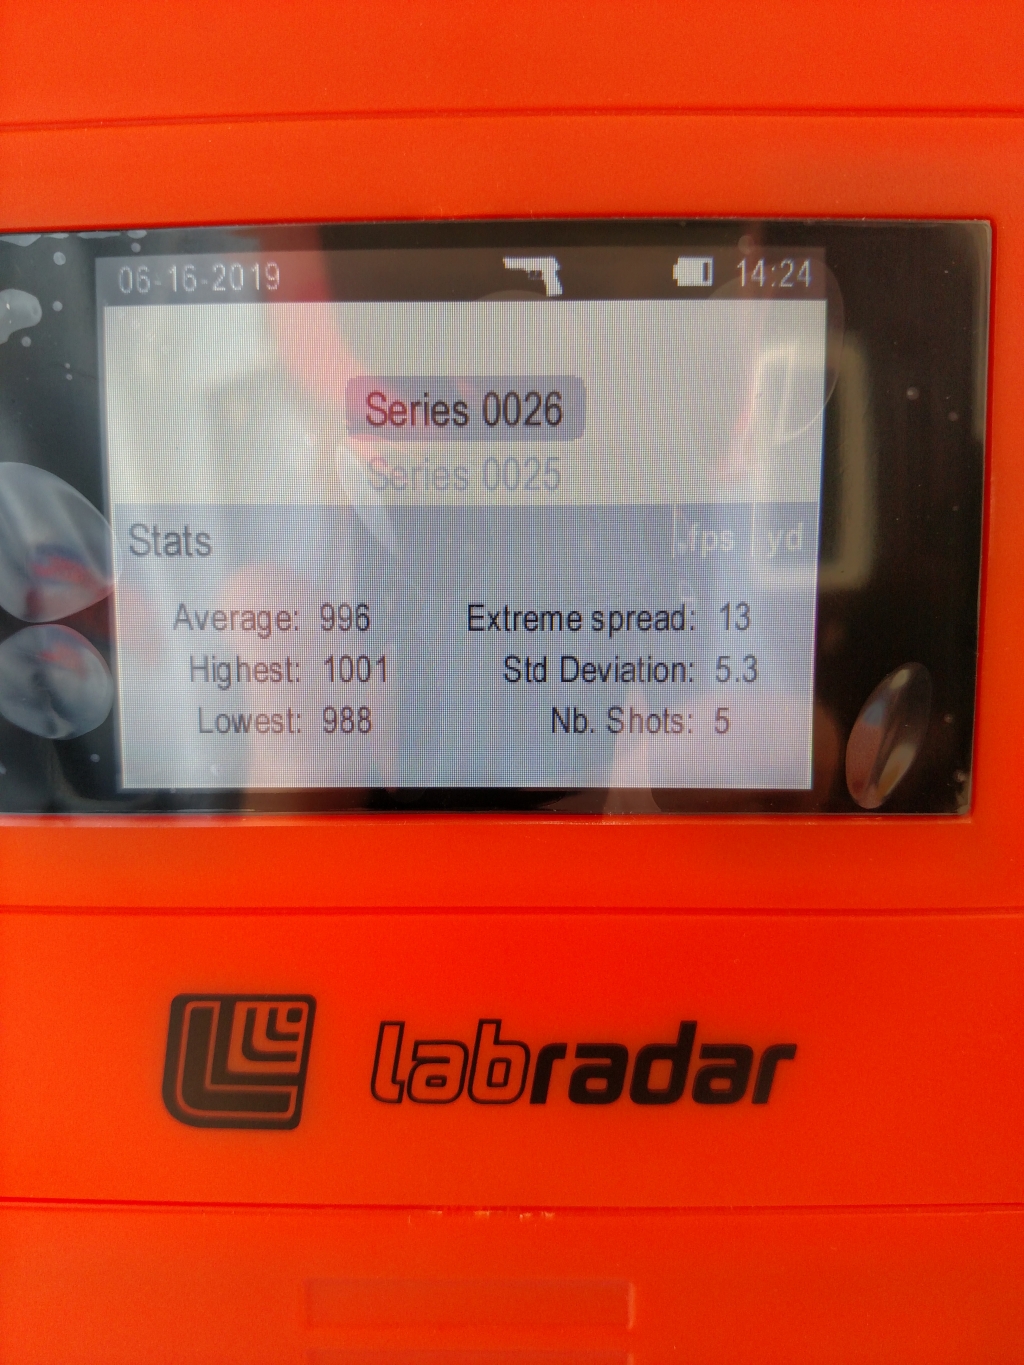 06-16-2019 14:24
Series 0026
Series 0025
Stats fps yd
Average: 996 Extreme spread: 13
Highest: 1001 Std Deviation: 5.3
Lowest: 988 Nb. Shots: 5
labradar